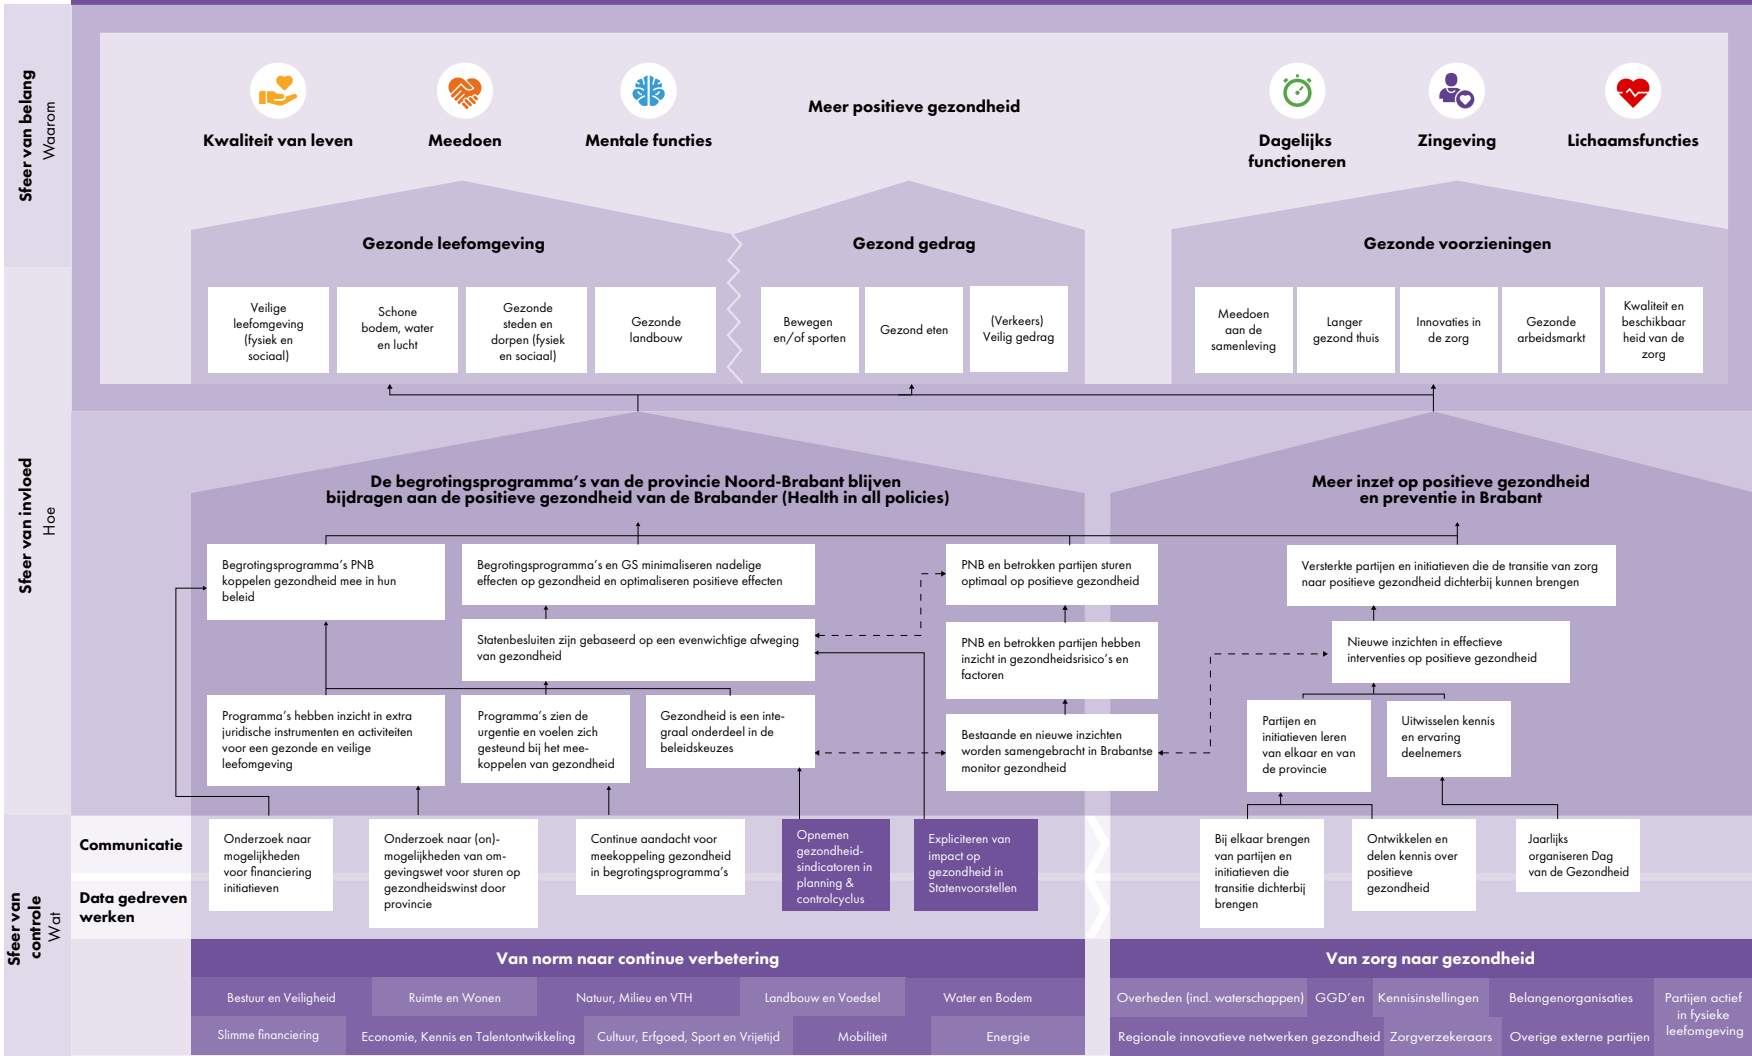 Sfeer van belang
Waarom
Kwaliteit van leven
Meedoen
Mentale functies
Meer positieve gezondheid
Dagelijks
functioneren
Zingeving
Lichaamsfuncties
Gezonde leefomgeving
Gezond gedrag
Gezonde voorzieningen
Veilige
leefomgeving
(fysiek en
sociaal)
Schone
bodem, water
en lucht
Gezonde
steden en
dorpen (fysiek
en sociaal)
Gezonde
landbouw
Bewegen
en/of sporten
Gezond eten
(Verkeers)
Veilig gedrag
Meedoen
aan de
samenleving
Langer
gezond thuis
Innovaties in
de zorg
Gezonde
arbeidsmarkt
Kwaliteit en
beschikbaar
heid van de
zorg
Sfeer van invloed
Hoe
De begrotingsprogramma's van de provincie Noord-Brabant blijven
bijdragen aan de positieve gezondheid van de Brabander (Health in all policies)
Meer inzet op positieve gezondheid
en preventie in Brabant
Begrotingsprogramma's PNB
koppelen gezondheid mee in hun
beleid
Begrotingsprogramma's en GS minimaliseren nadelige
effecten op gezondheid en optimaliseren positieve effecten
PNB en betrokken partijen sturen
optimaal op positieve gezondheid
Versterkte partijen en initiatieven die de transitie van zorg
naar positieve gezondheid dichterbij kunnen brengen
Statenbesluiten zijn gebaseerd op een evenwichtige afweging
van gezondheid
PNB en betrokken partijen hebben
inzicht in gezondheidsrisico's en
factoren
Nieuwe inzichten in effectieve
interventies op positieve gezondheid
Programma's hebben inzicht in extra
juridische instrumenten en activiteiten
voor een gezonde en veilige
leefomgeving
Programma's zien de
urgentie en voelen zich
gesteund bij het mee-
koppelen van gezondheid
Gezondheid is een inte-
graal onderdeel in de
beleidskeuzes
Bestaande en nieuwe inzichten
worden samengebracht in Brabantse
monitor gezondheid
Partijen en
initiatieven leren
van elkaar en van
de provincie
Uitwisselen kennis
en ervaring
deelnemers
Sfeer van
controle
Wat
Communicatie
Data gedreven
werken
Onderzoek naar
mogelijkheden
voor financiering
initiatieven
Onderzoek naar (on)-
mogelijkheden van om-
gevingswet voor sturen op
gezondheidswinst door
provincie
Continue aandacht voor
meekoppeling gezondheid
in begrotingsprogramma's
Opnemen
gezondheid-
sindicatoren in
planning &
controlcyclus
Expliciteren van
impact op
gezondheid in
Statenvoorstellen
Bij elkaar brengen
van partijen en
initiatieven die
transitie dichterbij
brengen
Ontwikkelen en
delen kennis over
positieve
gezondheid
Jaarlijks
organiseren Dag
van de Gezondheid
Van norm naar continue verbetering
Bestuur en Veiligheid
Ruimte en Wonen
Natuur, Milieu en VTH
Landbouw en Voedsel
Water en Bodem
Slimme financiering
Economie, Kennis en Talentontwikkeling
Cultuur, Erfgoed, Sport en Vrijetijd
Mobiliteit
Energie
Van zorg naar gezondheid
Overheden (incl. waterschappen)
GGD'en
Kennisinstellingen
Belangenorganisaties
Partijen actief
in fysieke
leefomgeving
Regionale innovatieve netwerken gezondheid
Zorgverzekeraars
Overige externe partijen